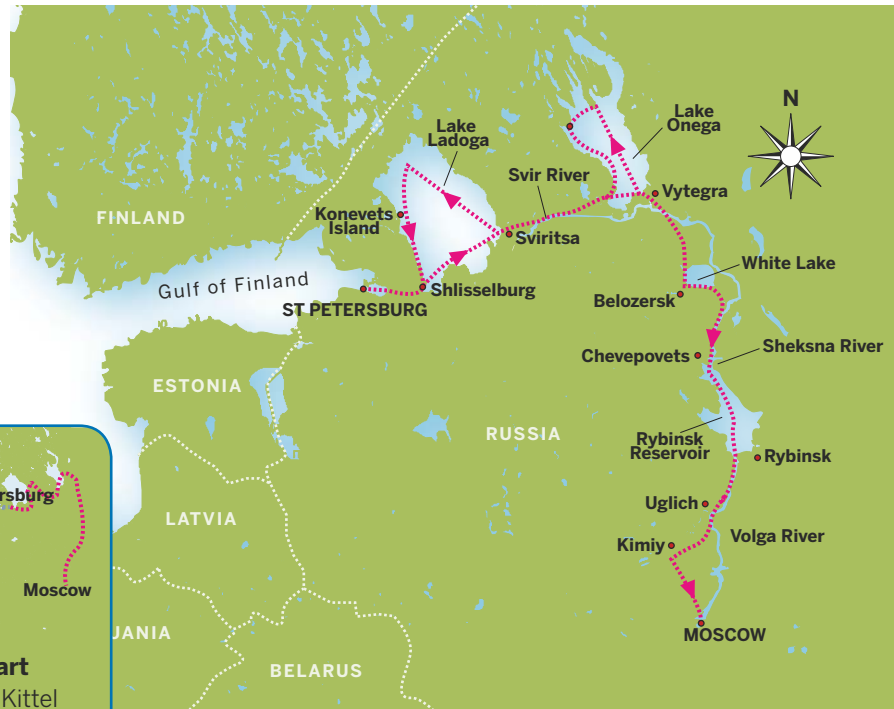 Lake
Onega
N
Lake
Ladoga
Svir River
Vytegra
FINLAND
Konevets
Island
Sviritsa
White Lake
Gulf of Finland
Shlisselburg
ST PETERSBURG
Belozersk
Chevepovets
Sheksna River
ESTONIA
RUSSIA
Rybinsk
Reservoir
Rybinsk
Uglich
LATVIA
Volga River
Kimiy
MOSCOW
BELARUS
UANIA
rsburg
Moscow
art
Kittel